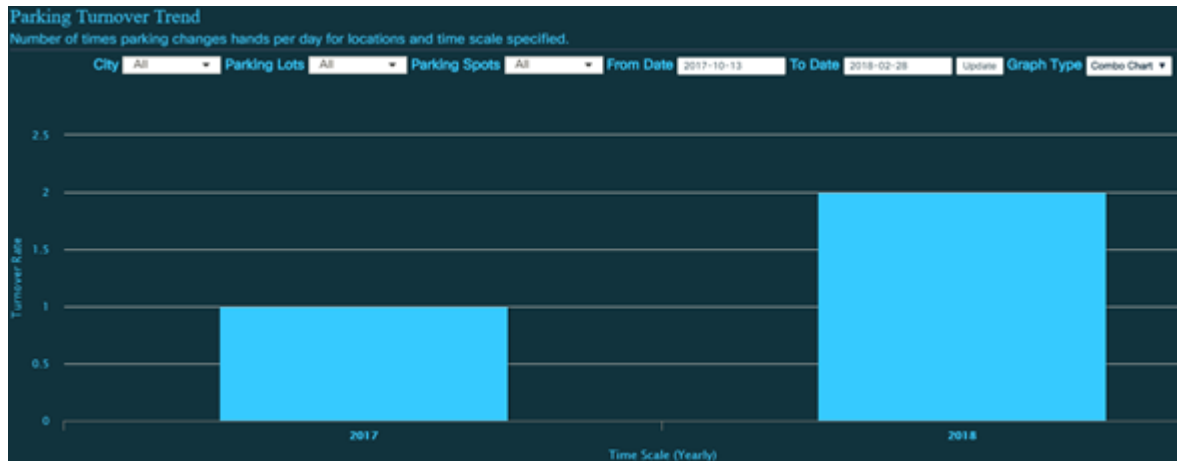 Parking Turnover Trend
Number of times parking changes hands per day for locations and time scale specified.
City All Parking Lots All Parking Spots All From Date 2017-10-13 To Date 2018-02-28 Update Graph Type Combo Chart
2.5
2
1.5
1
0.5
0
Turnover Rate
2017 2018
Time Scale (Yearly)